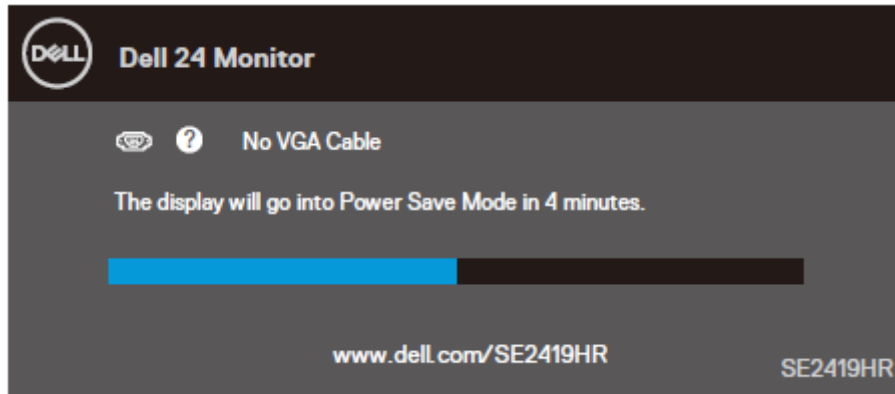 DELL Dell 24 Monitor
? No VGA Cable
The display will go into Power Save Mode in 4 minutes.
www.dell.com/SE2419HR
SE2419HR